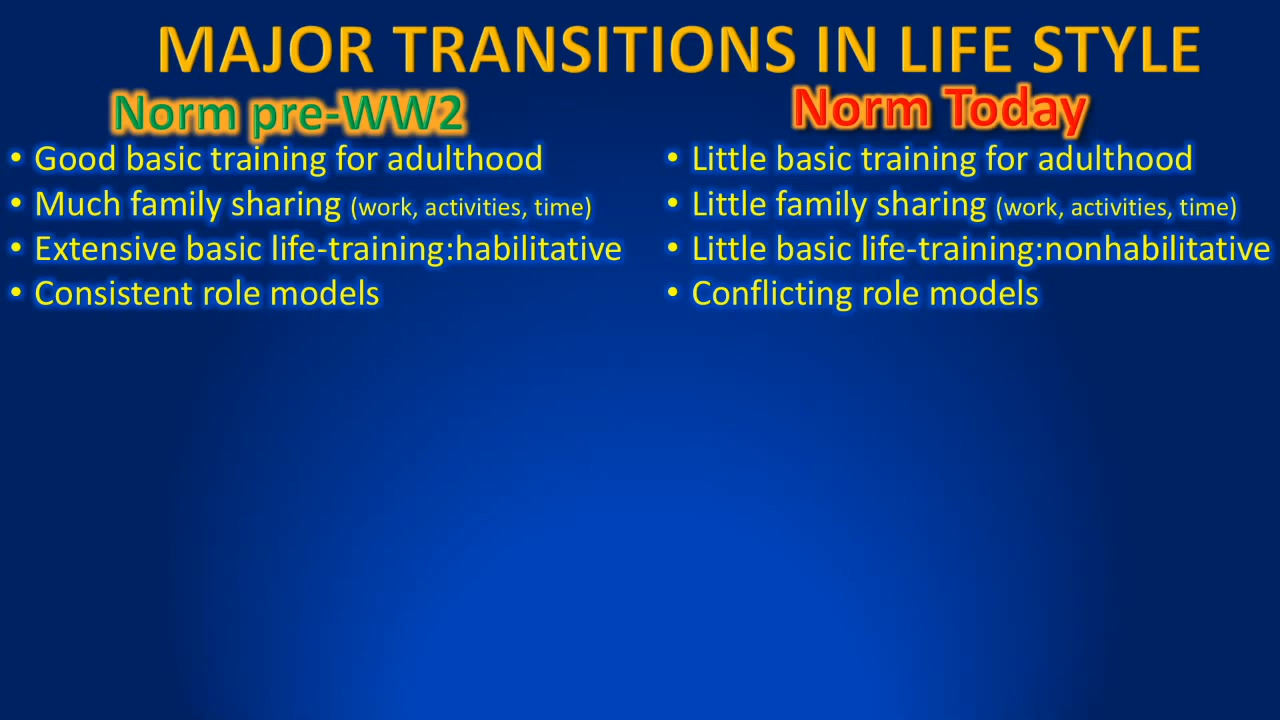 MAJOR TRANSITIONS IN LIFE STYLE
Norm pre-WW2
• Good basic training for adulthood
• Much family sharing (work, activities, time)
• Extensive basic life-training:habilitative
• Consistent role models
Norm Today
• Little basic training for adulthood
• Little family sharing (work, activities, time)
• Little basic life-training:nonhabilitative
• Conflicting role models